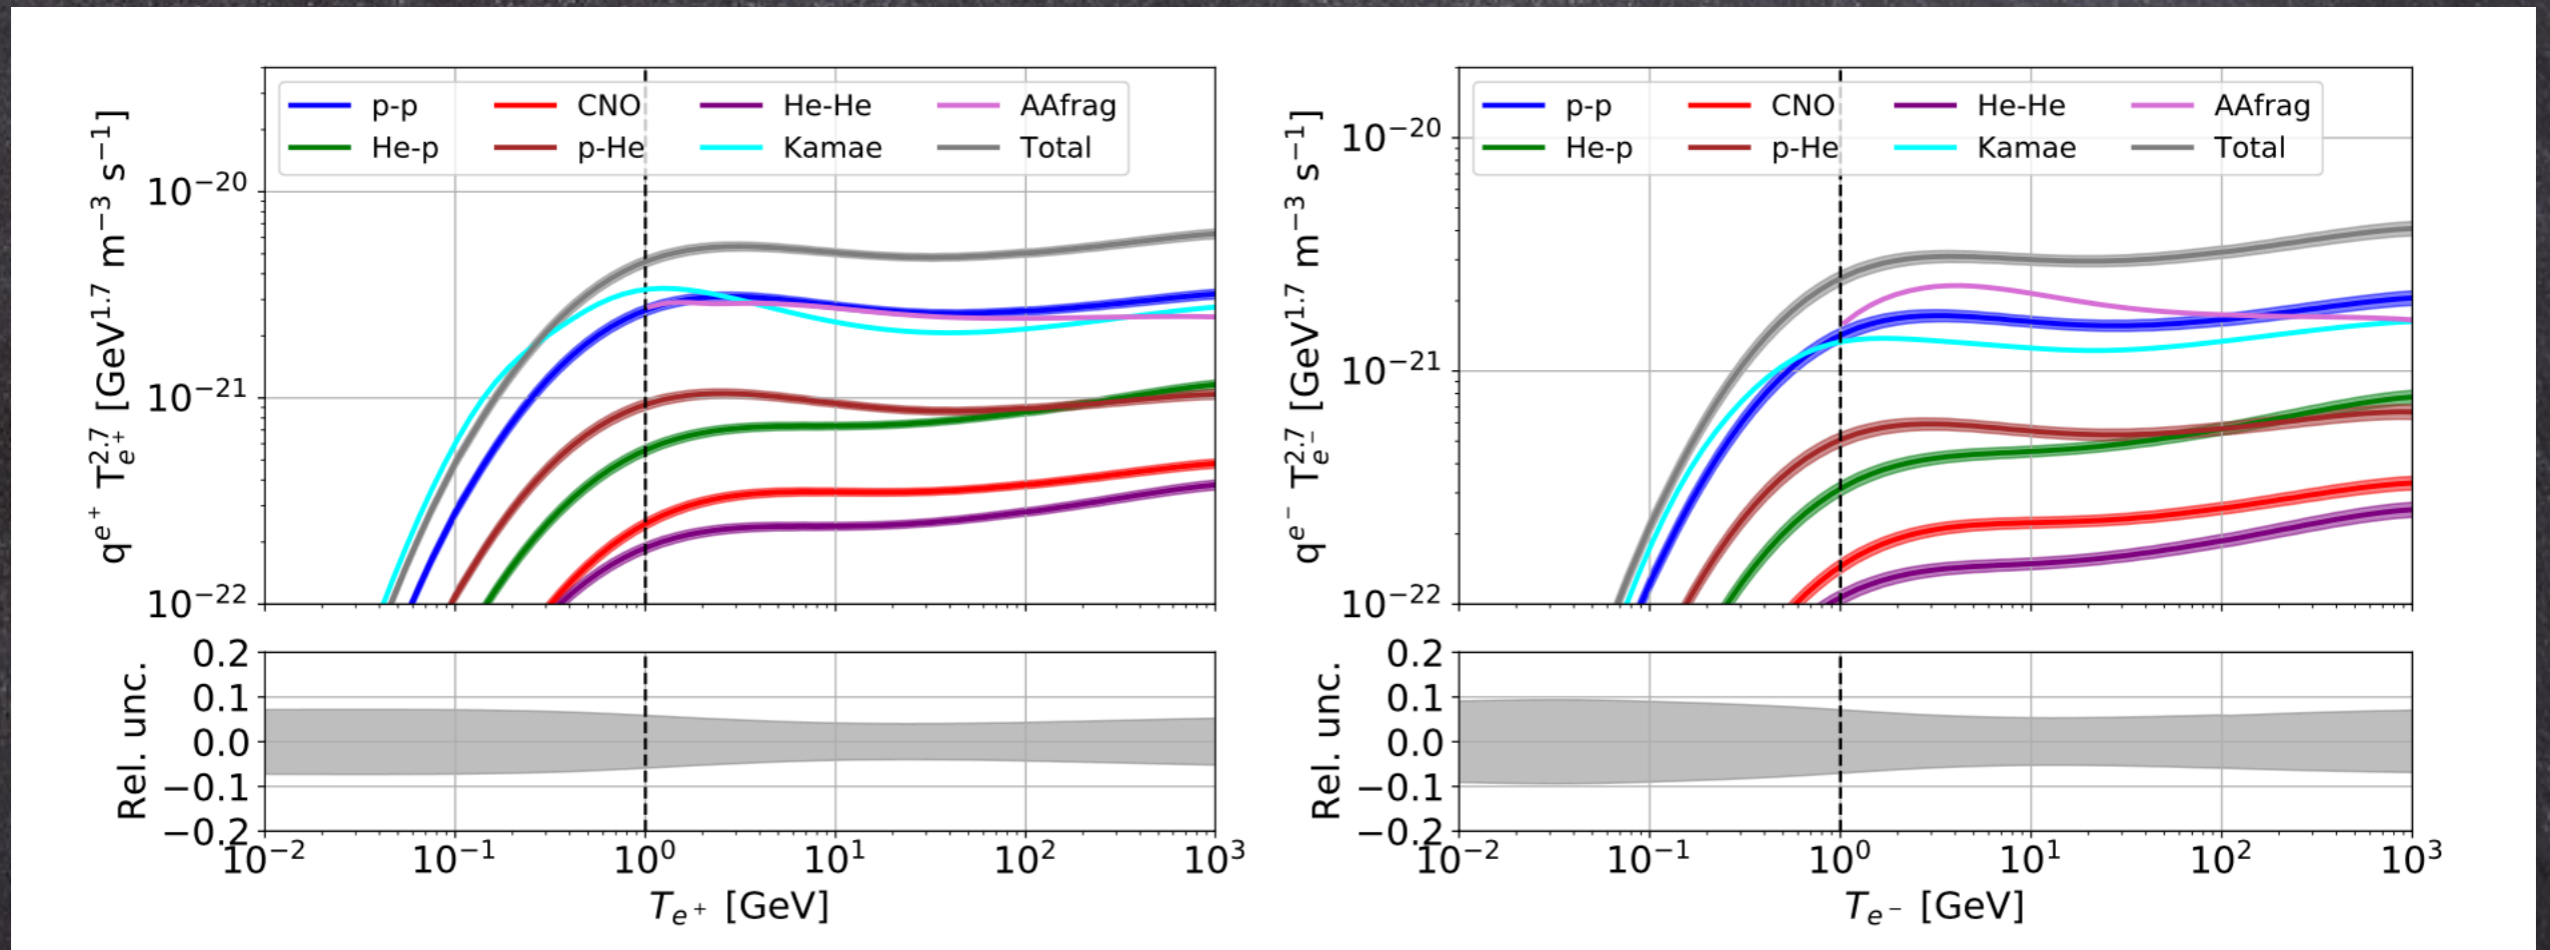 p-p CNO He-He AAfrag
He-p p-He Kamae Total
q^{e^+} T_{e^+}^{2.7} [GeV^{1.7} m^{−3} s^{−1}]
10^{−20}
10^{−21}
10^{−22}
Rel. unc.
0.2
0.1
0.0
−0.1
−0.2
10^{−2} 10^{−1} 10^0 10^1 10^2 10^3
T_{e^+} [GeV]
p-p CNO He-He AAfrag
He-p p-He Kamae Total
q^{e^−} T_{e^−}^{2.7} [GeV^{1.7} m^{−3} s^{−1}]
10^{−20}
10^{−21}
10^{−22}
Rel. unc.
0.2
0.1
0.0
−0.1
−0.2
10^{−2} 10^{−1} 10^0 10^1 10^2 10^3
T_{e^−} [GeV]